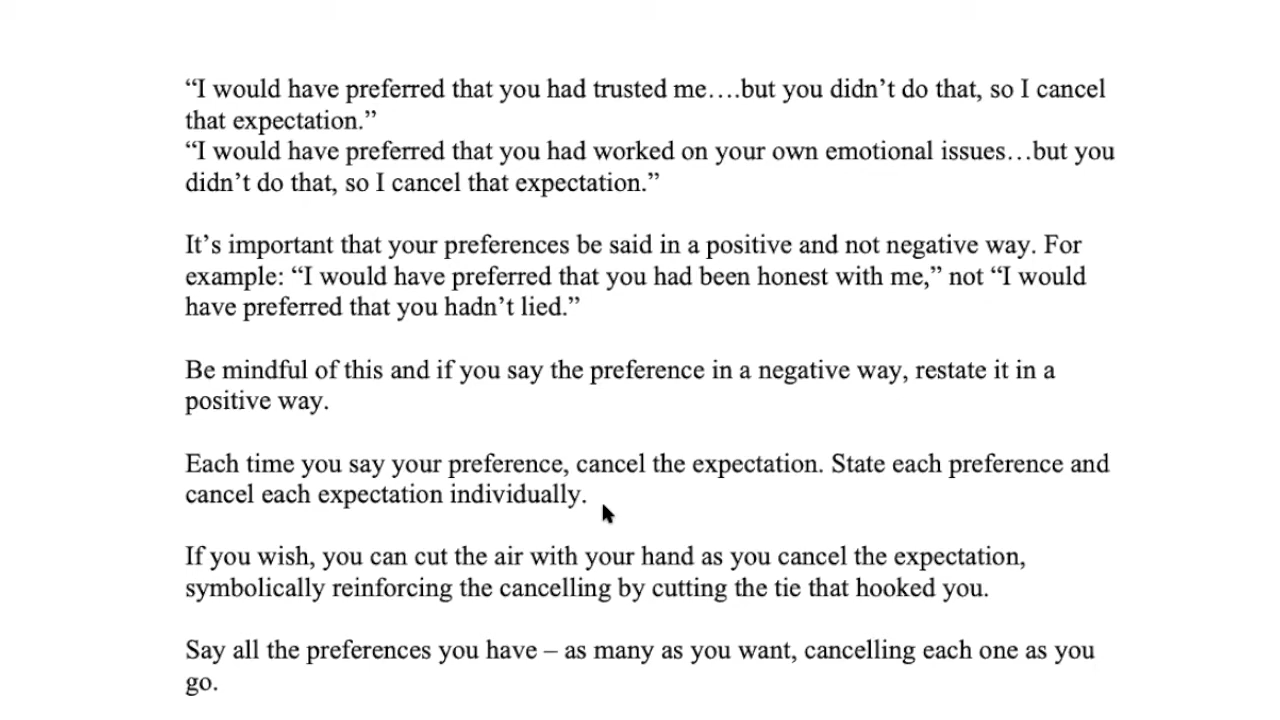 “I would have preferred that you had trusted me….but you didn’t do that, so I cancel
that expectation.”
“I would have preferred that you had worked on your own emotional issues…but you
didn’t do that, so I cancel that expectation.”
It’s important that your preferences be said in a positive and not negative way. For
example: “I would have preferred that you had been honest with me,” not “I would
have preferred that you hadn’t lied.”
Be mindful of this and if you say the preference in a negative way, restate it in a
positive way.
Each time you say your preference, cancel the expectation. State each preference and
cancel each expectation individually.
If you wish, you can cut the air with your hand as you cancel the expectation,
symbolically reinforcing the cancelling by cutting the tie that hooked you.
Say all the preferences you have – as many as you want, cancelling each one as you
go.